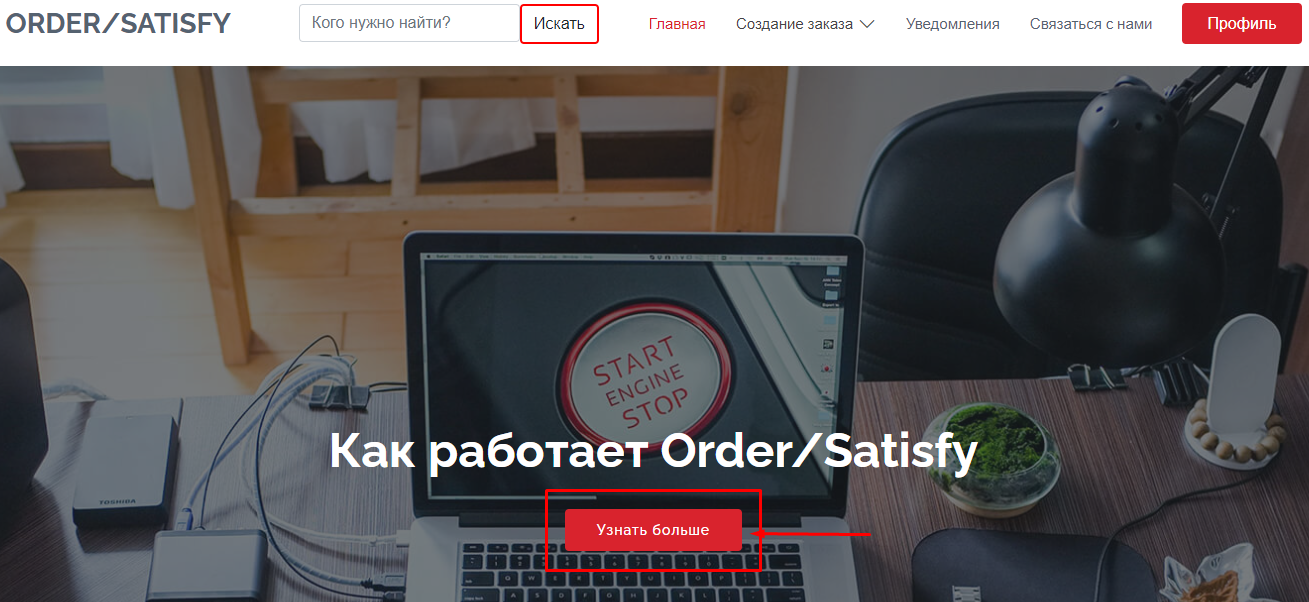 ORDER/SATISFY
Кого нужно найти?
Искать
Главная
Создание заказа
Уведомления
Связаться с нами
Профиль
START
ENGINE
STOP
Как работает Order/Satisfy
TOSHIBA
Узнать больше